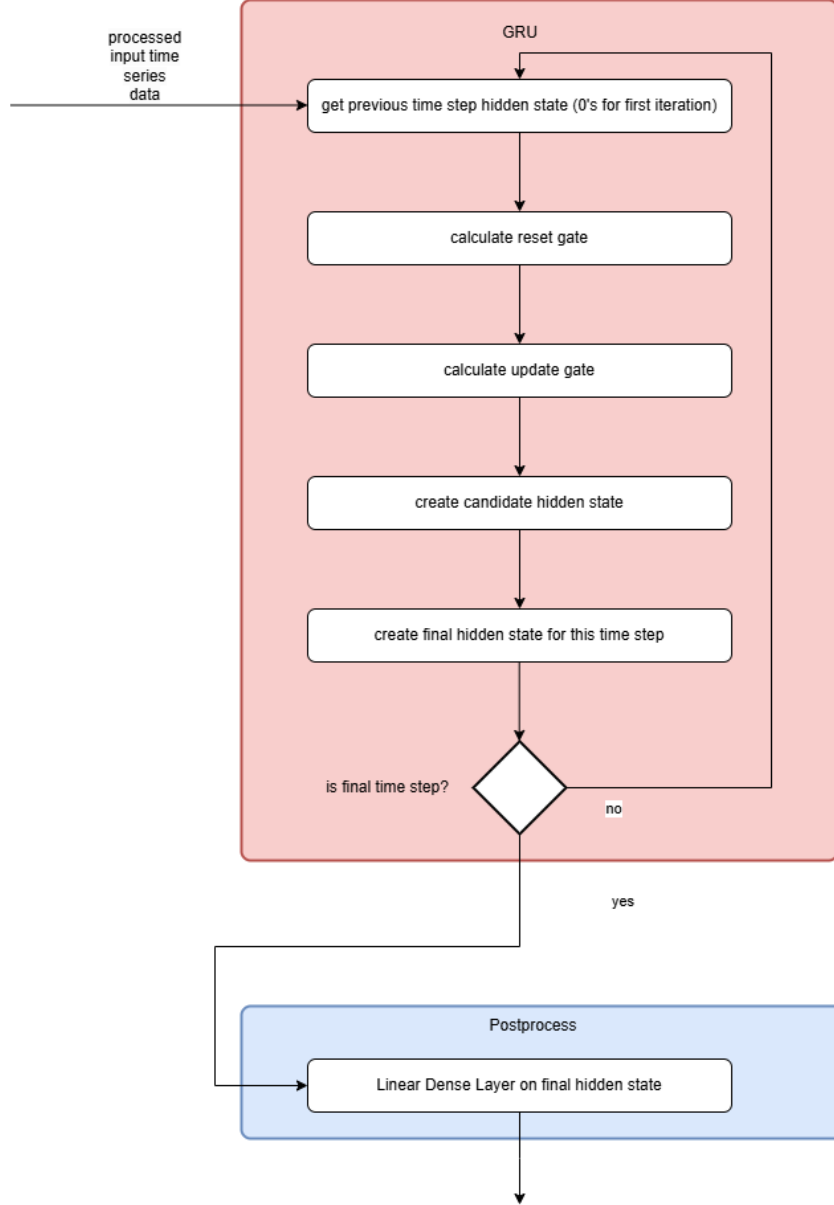 processed
input time
series
data
GRU
get previous time step hidden state (0's for first iteration)
calculate reset gate
calculate update gate
create candidate hidden state
create final hidden state for this time step
is final time step?
no
yes
Postprocess
Linear Dense Layer on final hidden state